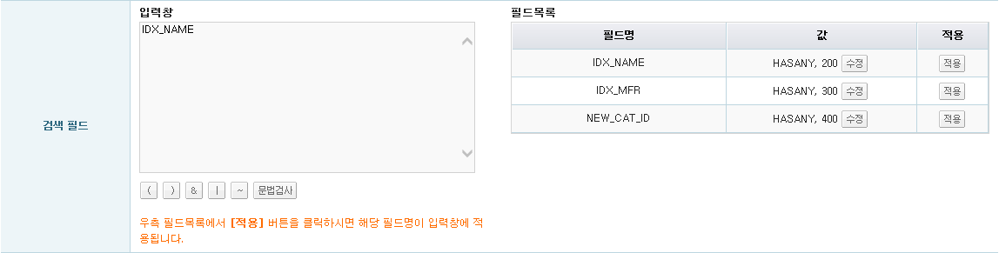 검색 필드
입력창
IDX_NAME
( ) & | ~ 문법검사
우측 필드목록에서 [적용] 버튼을 클릭하시면 해당 필드명이 입력창에 적
용됩니다.
필드목록
필드명 값 적용
IDX_NAME HASANY, 200 수정 적용
IDX_MFR HASANY, 300 수정 적용
NEW_CAT_ID HASANY, 400 수정 적용